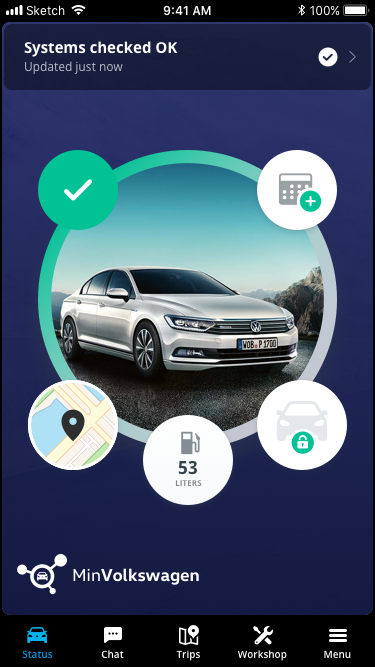 Sketch 9:41 AM 100%
Systems checked OK
Updated just now
WOB P 1700
53
LITERS
MinVolkswagen
Status Chat Trips Workshop Menu